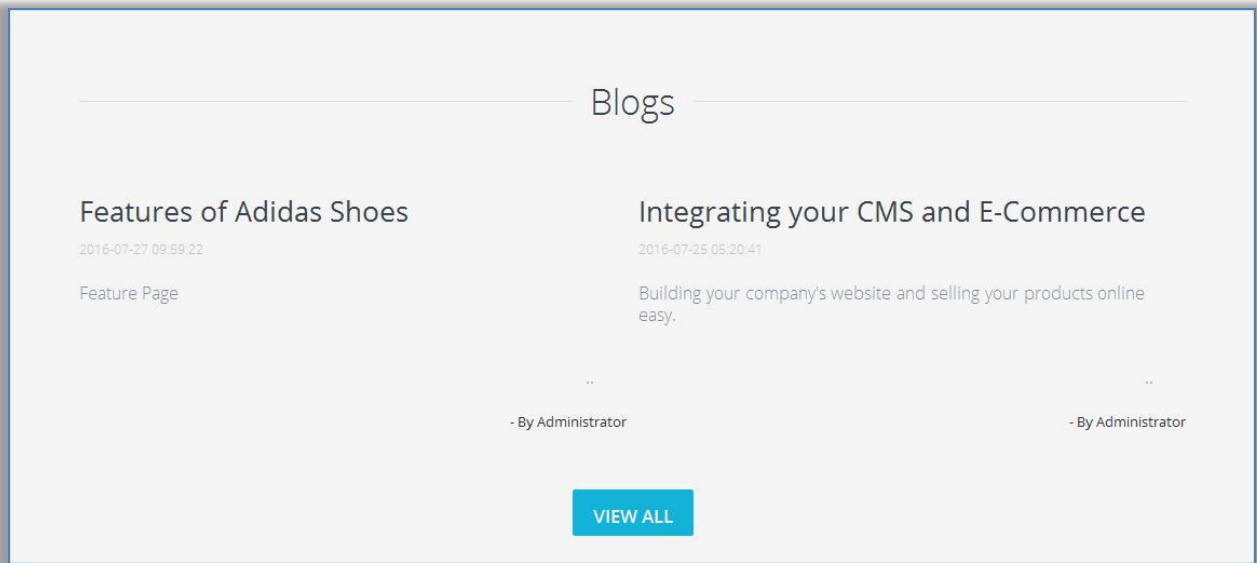 Blogs
Features of Adidas Shoes
2016-07-27 09:59:22
Feature Page
..
- By Administrator
Integrating your CMS and E-Commerce
2016-07-25 05:20:41
Building your company's website and selling your products online
easy.
..
- By Administrator
VIEW ALL